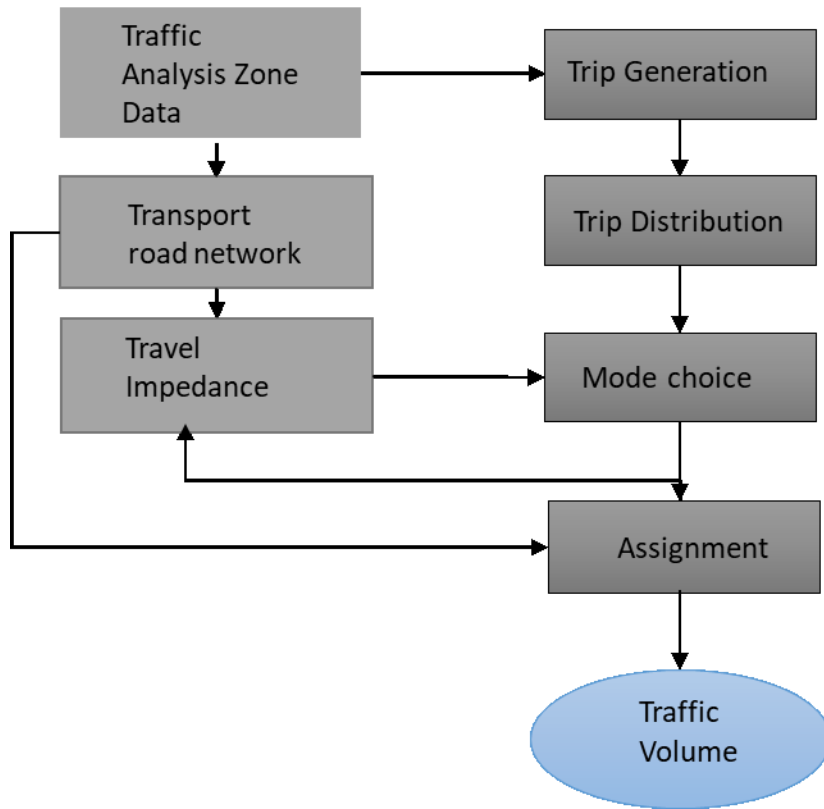 Traffic
Analysis Zone
Data
Trip Generation
Transport
road network
Trip Distribution
Travel
Impedance
Mode choice
Assignment
Traffic
Volume